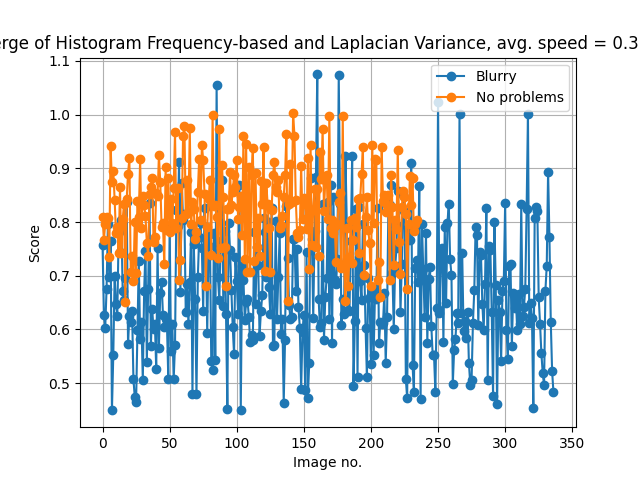 of Histogram Frequency-based and Laplacian Variance, avg. speed = 0.3
Blurry
No problems
Score
1.1
1.0
0.9
0.8
0.7
0.6
0.5
0 50 100 150 200 250 300 350
Image no.